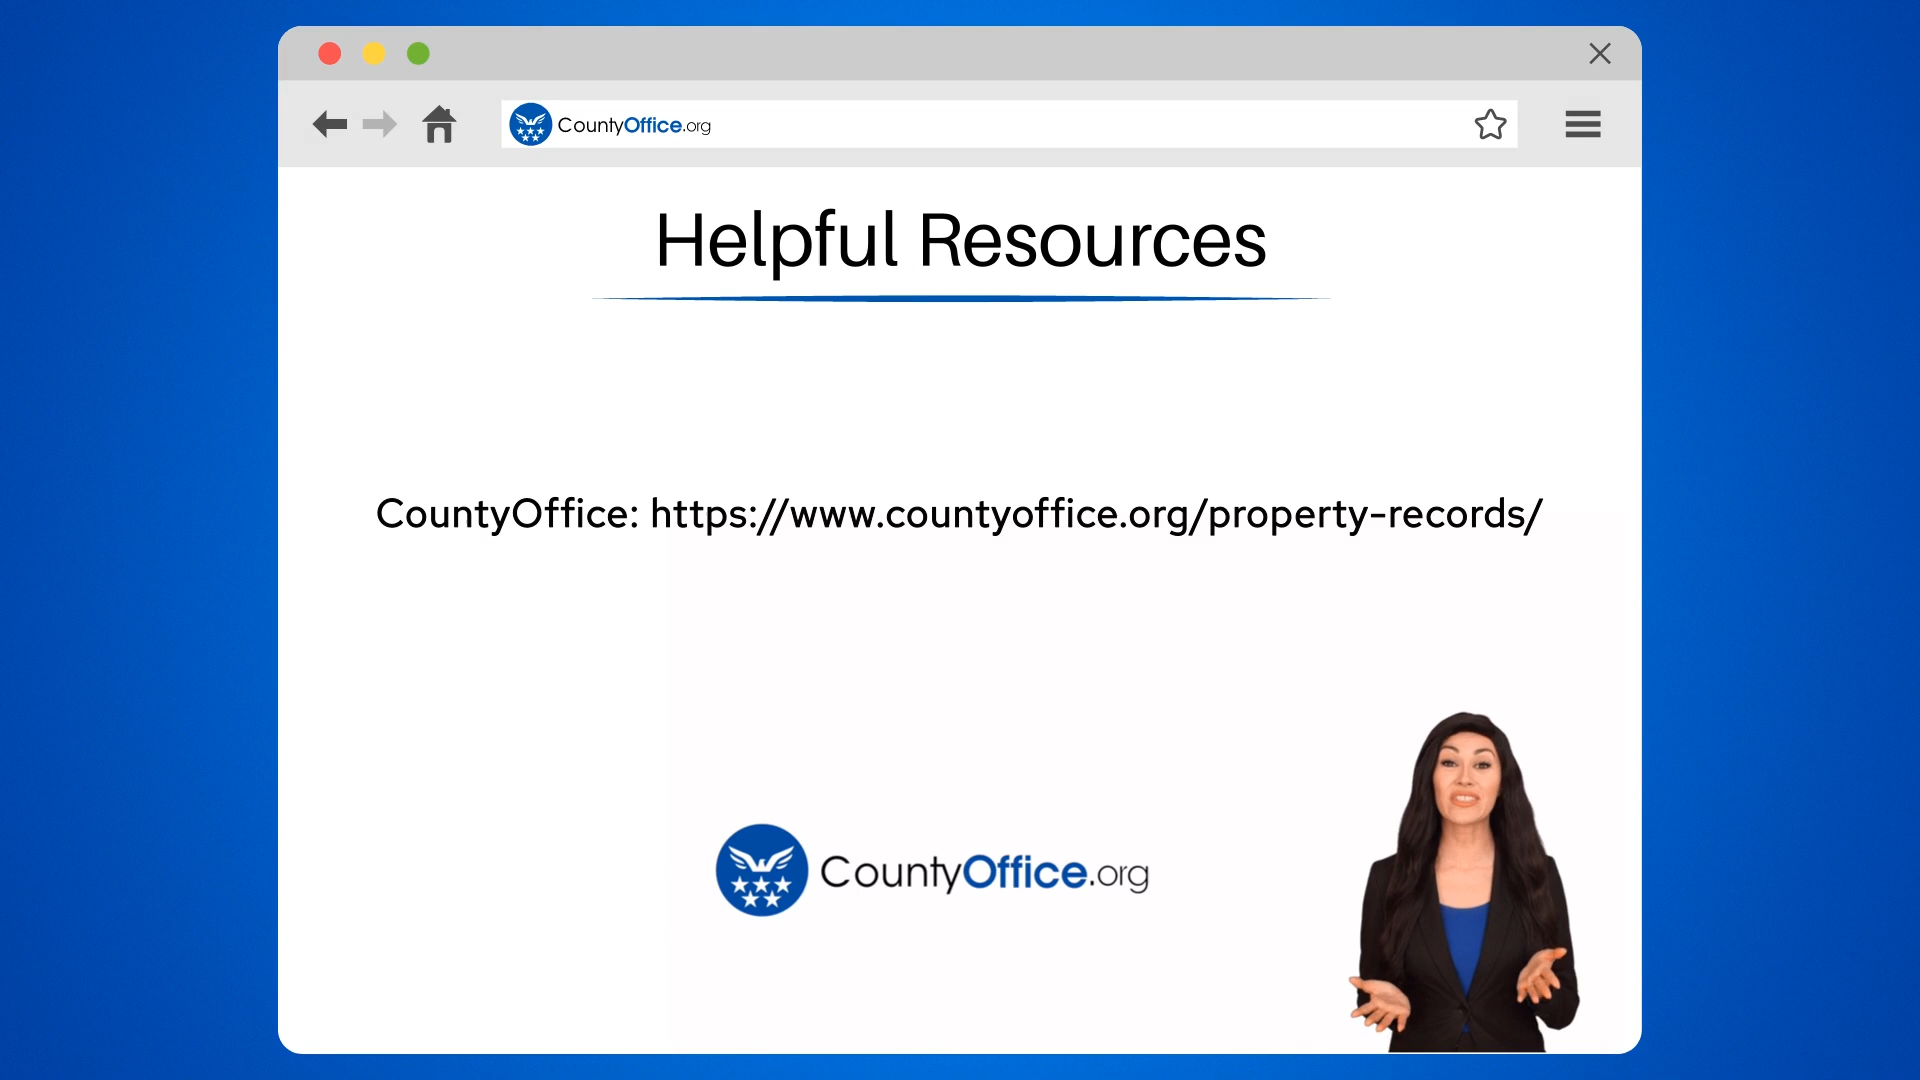 CountyOffice.org
Helpful Resources
CountyOffice: https://www.countyoffice.org/property-records/
CountyOffice.org